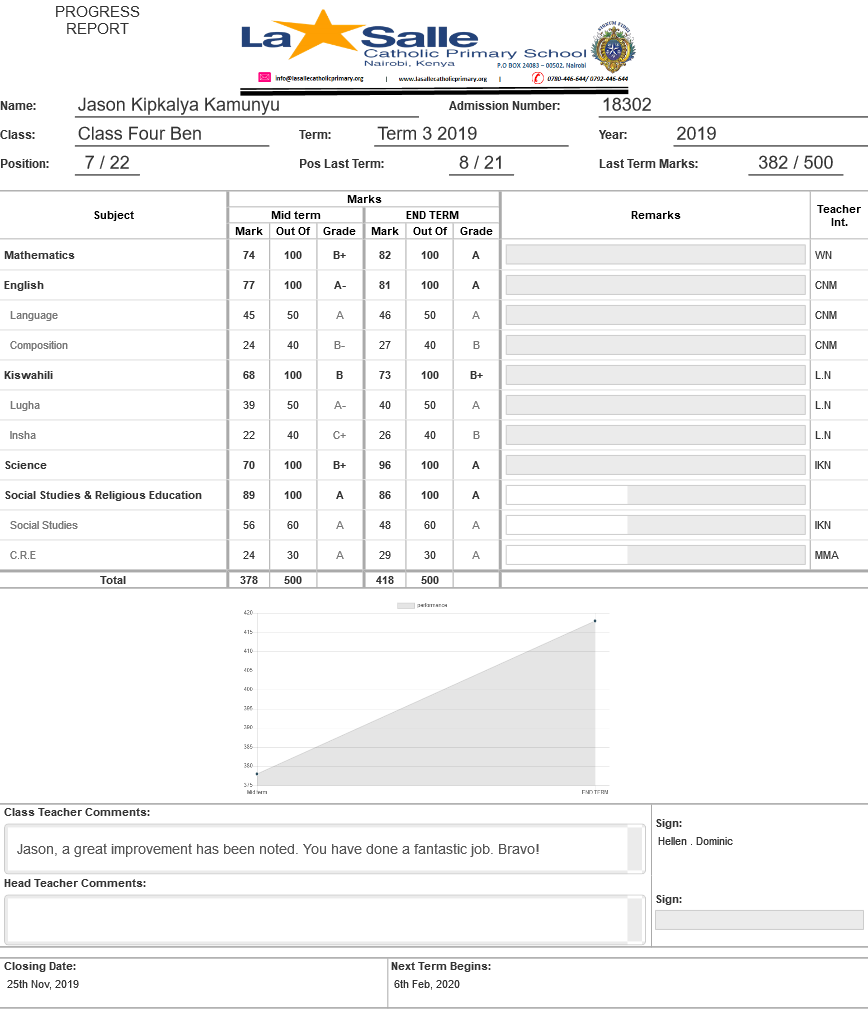 PROGRESS
REPORT
La Salle
Catholic Primary School
Nairobi, Kenya
P.O BOX 24083 – 00502, Nairobi
info@lasallecatholicprimary.org | www.lasallecatholicprimary.org | 0780-446-644/ 0792-446-644
Name: Jason Kipkalya Kamunyu Admission Number: 18302
Class: Class Four Ben Term: Term 3 2019 Year: 2019
Position: 7 / 22 Pos Last Term: 8 / 21 Last Term Marks: 382 / 500
Marks
Subject Mid term END TERM Remarks Teacher Int.
Mark Out Of Grade Mark Out Of Grade
Mathematics 74 100 B+ 82 100 A WN
English 77 100 A- 81 100 A CNM
Language 45 50 A 46 50 A CNM
Composition 24 40 B- 27 40 B CNM
Kiswahili 68 100 B 73 100 B+ L.N
Lugha 39 50 A- 40 50 A L.N
Insha 22 40 C+ 26 40 B L.N
Science 70 100 B+ 96 100 A IKN
Social Studies & Religious Education 89 100 A 86 100 A
Social Studies 56 60 A 48 60 A IKN
C.R.E 24 30 A 29 30 A MMA
Total 378 500 418 500
performance
420
415
410
405
400
395
390
385
380
375
Mid term END TERM
Class Teacher Comments:
Sign:
Jason, a great improvement has been noted. You have done a fantastic job. Bravo!
Hellen . Dominic
Head Teacher Comments:
Sign:
Closing Date: Next Term Begins:
25th Nov, 2019 6th Feb, 2020